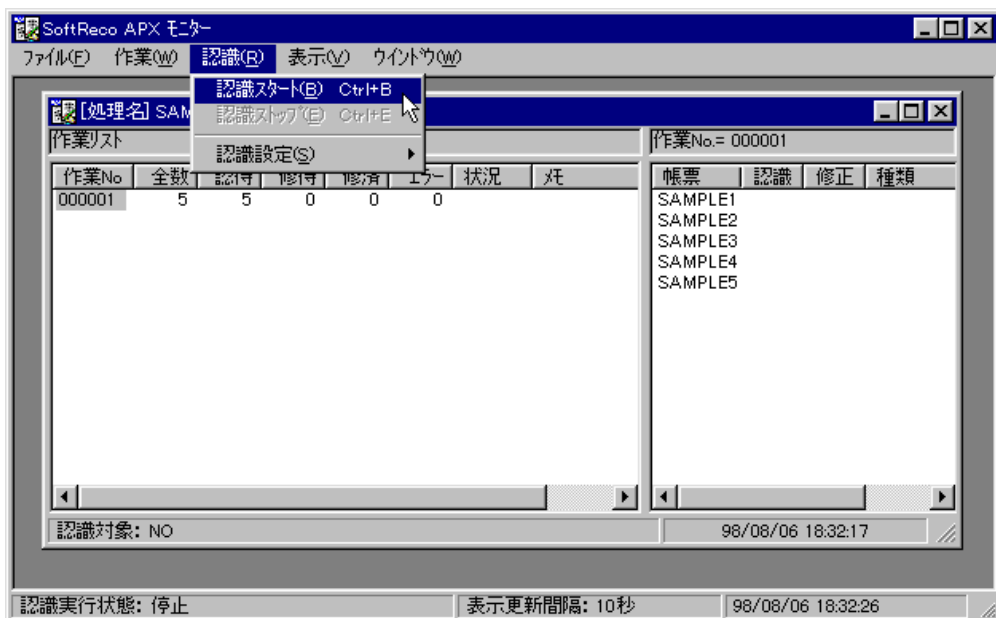 SoftReco APX ﾓﾆﾀｰ
ﾌｧｲﾙ(F) 作業(W) 認識(R) 表示(V) ｳｲﾝﾄﾞｳ(W)
認識ｽﾀｰﾄ(B) Ctrl+B
認識ｽﾄｯﾌﾟ(E) Ctrl+E
認識設定(S)
[処理名] SAM
作業ﾘｽﾄ
作業No.= 000001
作業No 全数 認待 修待 修済 ｴﾗｰ 状況 ﾒﾓ
000001 5 5 0 0 0
帳票 認識 修正 種類
SAMPLE1
SAMPLE2
SAMPLE3
SAMPLE4
SAMPLE5
認識対象: NO
98/08/06 18:32:17
認識実行状態: 停止
表示更新間隔: 10秒
98/08/06 18:32:26